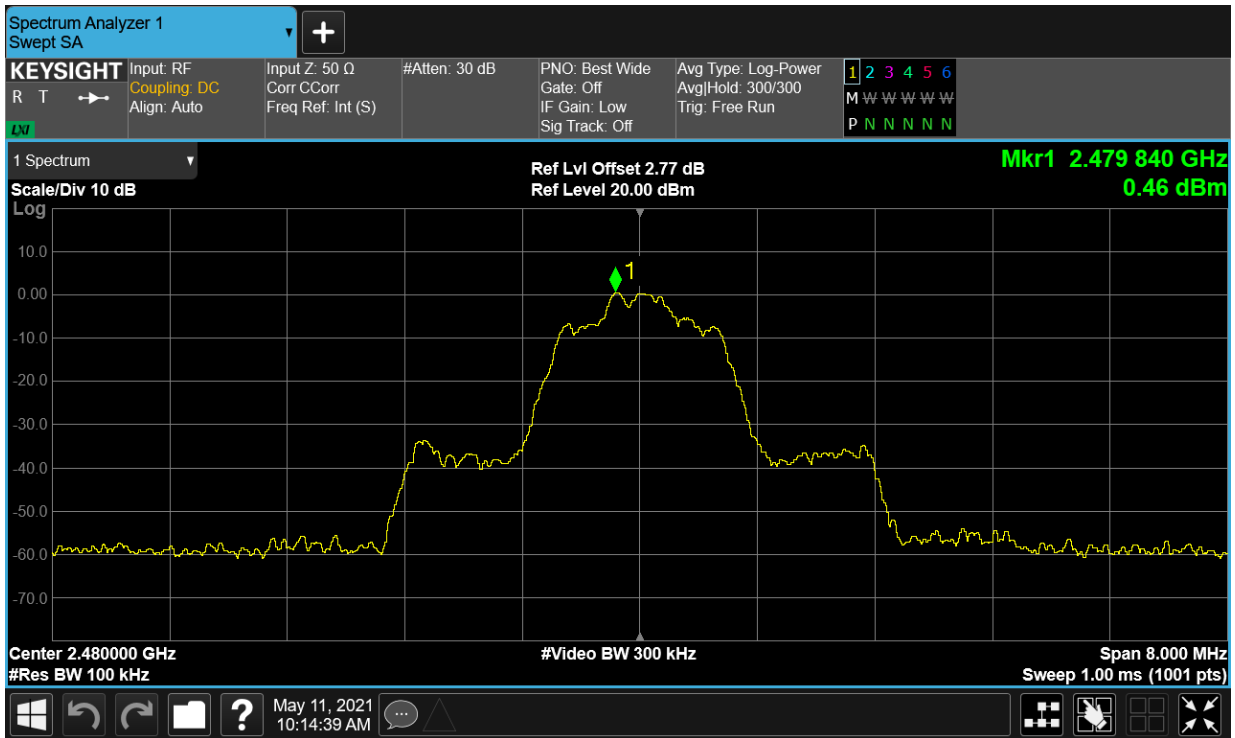 Spectrum Analyzer 1
Swept SA
+
KEYSIGHT
R T
LXI
Input: RF
Coupling: DC
Align: Auto
Input Z: 50 Ω
Corr CCorr
Freq Ref: Int (S)
#Atten: 30 dB
PNO: Best Wide
Gate: Off
IF Gain: Low
Sig Track: Off
Avg Type: Log-Power
Avg|Hold: 300/300
Trig: Free Run
1 2 3 4 5 6
M W W W W W
P N N N N N
1 Spectrum
Scale/Div 10 dB
Log
Ref Lvl Offset 2.77 dB
Ref Level 20.00 dBm
Mkr1 2.479 840 GHz
0.46 dBm
1
10.0
0.00
-10.0
-20.0
-30.0
-40.0
-50.0
-60.0
-70.0
Center 2.480000 GHz
#Res BW 100 kHz
#Video BW 300 kHz
Span 8.000 MHz
Sweep 1.00 ms (1001 pts)
?
May 11, 2021
10:14:39 AM